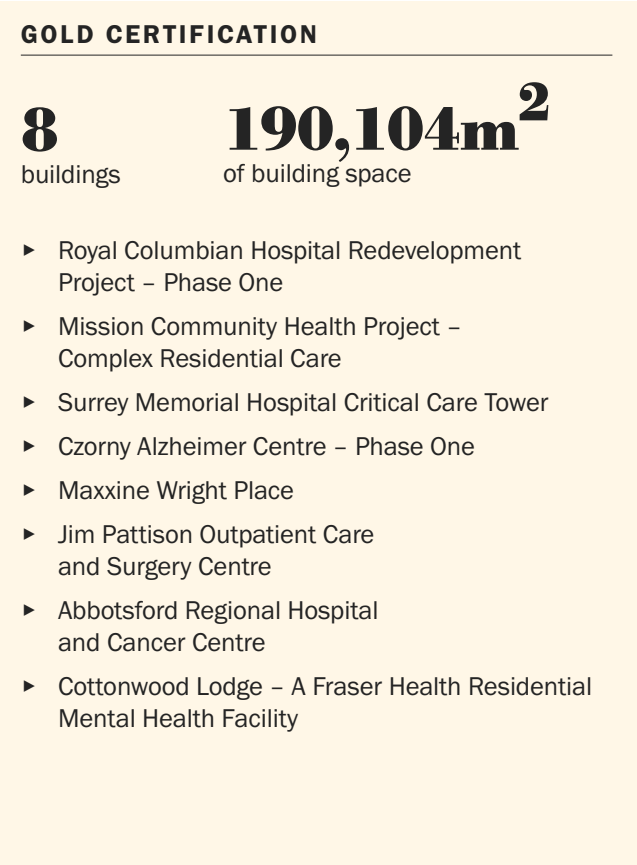 GOLD CERTIFICATION
8
buildings
190,104m²
of building space
▸ Royal Columbian Hospital Redevelopment
Project – Phase One
▸ Mission Community Health Project –
Complex Residential Care
▸ Surrey Memorial Hospital Critical Care Tower
▸ Czorny Alzheimer Centre – Phase One
▸ Maxxine Wright Place
▸ Jim Pattison Outpatient Care
and Surgery Centre
▸ Abbotsford Regional Hospital
and Cancer Centre
▸ Cottonwood Lodge – A Fraser Health Residential
Mental Health Facility